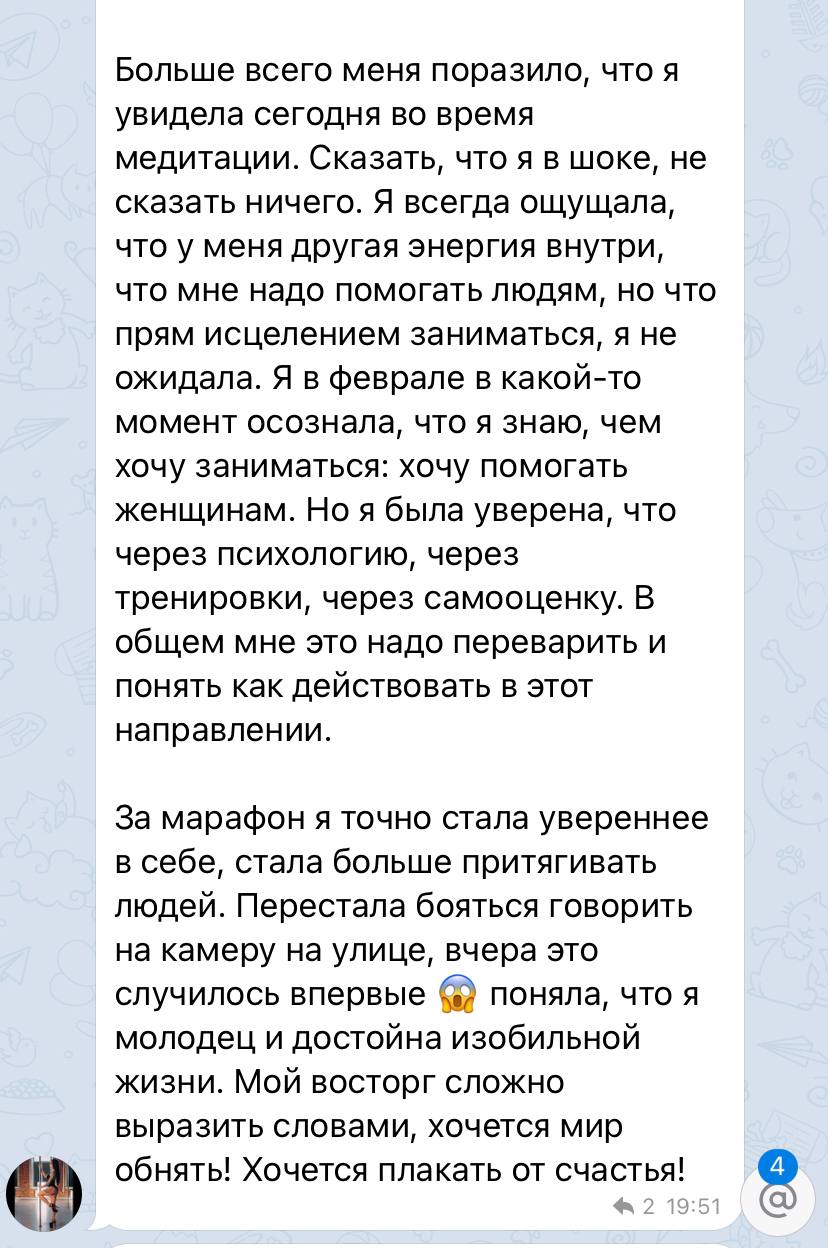 Больше всего меня поразило, что я
увидела сегодня во время
медитации. Сказать, что я в шоке, не
сказать ничего. Я всегда ощущала,
что у меня другая энергия внутри,
что мне надо помогать людям, но что
прям исцелением заниматься, я не
ожидала. Я в феврале в какой-то
момент осознала, что я знаю, чем
хочу заниматься: хочу помогать
женщинам. Но я была уверена, что
через психологию, через
тренировки, через самооценку. В
общем мне это надо переварить и
понять как действовать в этот
направлении.
За марафон я точно стала увереннее
в себе, стала больше притягивать
людей. Перестала бояться говорить
на камеру на улице, вчера это
случилось впервые 😱 поняла, что я
молодец и достойна изобильной
жизни. Мой восторг сложно
выразить словами, хочется мир
обнять! Хочется плакать от счастья!
2 19:51
4
@